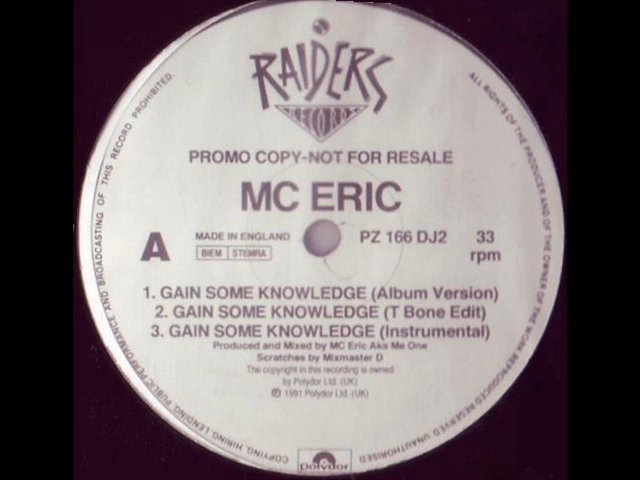 RAIDERS
RECORDS
PROMO COPY-NOT FOR RESALE
MC ERIC
A
MADE IN ENGLAND
BIEM STEMRA
PZ 166 DJ2
33
rpm
1. GAIN SOME KNOWLEDGE (Album Version)
2. GAIN SOME KNOWLEDGE (T Bone Edit)
3. GAIN SOME KNOWLEDGE (Instrumental)
Produced and Mixed by MC Eric Aka Me One
Scratches by Mixmaster D
The copyright in this recording is owned
by Polydor Ltd. (UK)
℗ 1991 Polydor Ltd. (UK)
Polydor
ALL RIGHTS OF THE PRODUCER AND OF THE OWNER OF THE WORK REPRODUCED RESERVED UNAUTHORISED
COPYING, HIRING, LENDING, PUBLIC PERFORMANCE AND BROADCASTING OF THIS RECORD PROHIBITED.